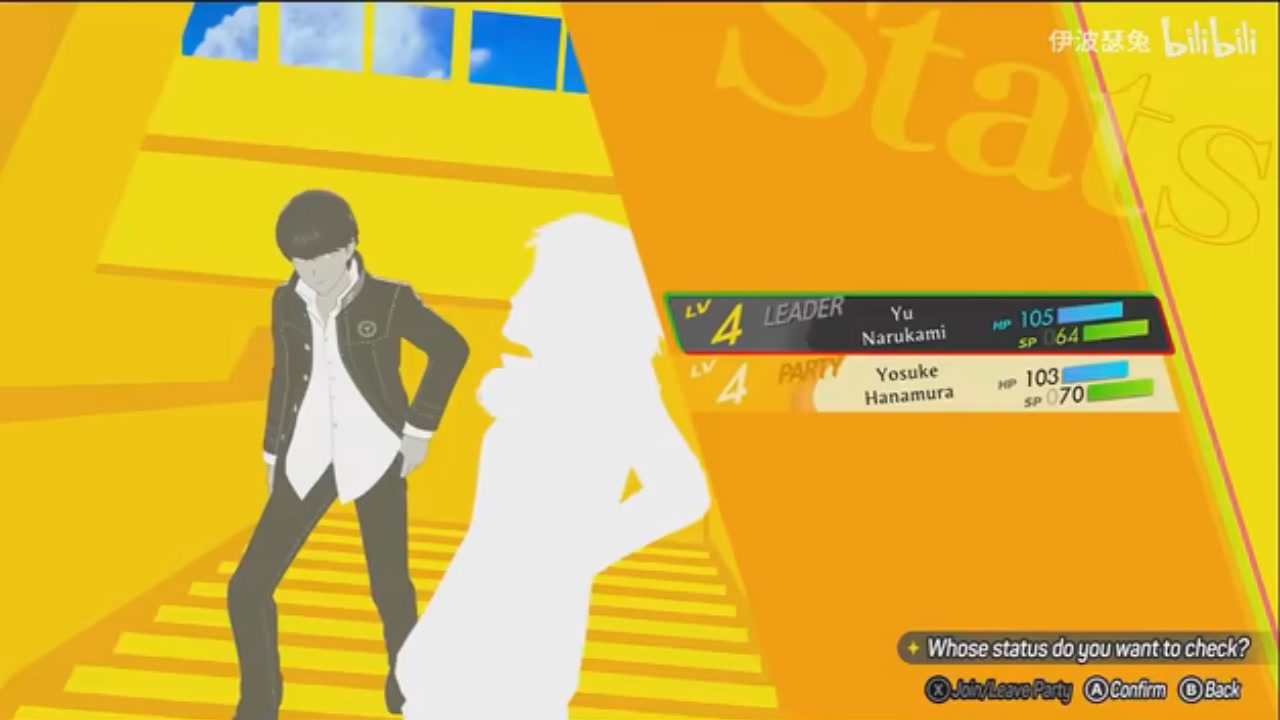 Stats
伊波瑟兔 bilibili
LV 4 LEADER Yu Narukami HP 105 SP 064
LV 4 PARTY Yosuke Hanamura HP 103 SP 070
Whose status do you want to check?
X Join/Leave Party A Confirm B Back